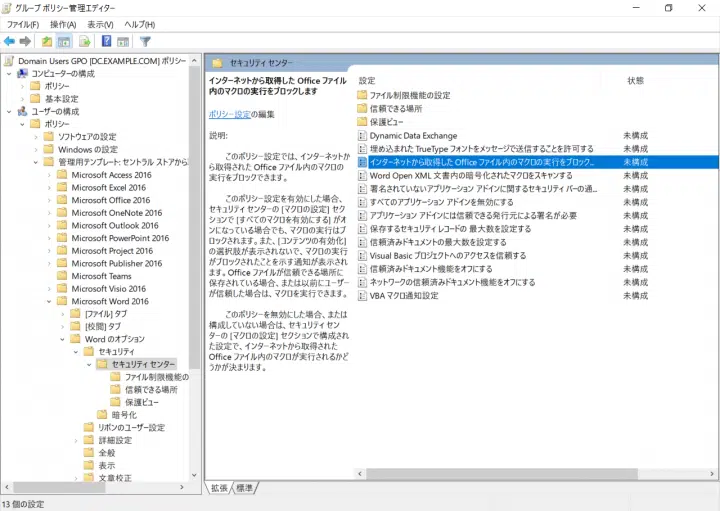 グループ ポリシー管理エディター
ファイル(F) 操作(A) 表示(V) ヘルプ(H)
Domain Users GPO [DC.EXAMPLE.COM] ポリシー
コンピューターの構成
ポリシー
基本設定
ユーザーの構成
ポリシー
ソフトウェアの設定
Windows の設定
管理用テンプレート: セントラル ストアから
Microsoft Access 2016
Microsoft Excel 2016
Microsoft Office 2016
Microsoft OneNote 2016
Microsoft Outlook 2016
Microsoft PowerPoint 2016
Microsoft Project 2016
Microsoft Publisher 2016
Microsoft Teams
Microsoft Visio 2016
Microsoft Word 2016
[ファイル] タブ
[校閲] タブ
Word のオプション
セキュリティ
セキュリティ センター
ファイル制限機能の
信頼できる場所
保護ビュー
暗号化
リボンのユーザー設定
詳細設定
全般
表示
文章校正
セキュリティ センター
インターネットから取得した Office ファイル
内のマクロの実行をブロックします
ポリシー設定の編集
説明:
このポリシー設定では、インターネットか
ら取得された Office ファイル内のマクロの
実行をブロックできます。
このポリシー設定を有効にした場合、
セキュリティ センターの [マクロの設定] セク
ションで [すべてのマクロを有効にする] がオ
ンになっている場合でも、マクロの実行はブ
ロックされます。また、[コンテンツの有効化]
の選択肢が表示されないで、マクロの実行
がブロックされたことを示す通知が表示され
ます。Office ファイルが信頼できる場所に
保存されている場合、または以前にユーザー
が信頼した場合は、マクロを実行できます。
このポリシーを無効にした場合、または
構成していない場合は、セキュリティ セン
ターの [マクロの設定] セクションで構成され
た設定で、インターネットから取得された
Office ファイル内のマクロが実行されるかど
うかが決まります。
設定 状態
ファイル制限機能の設定
信頼できる場所
保護ビュー
Dynamic Data Exchange 未構成
埋め込まれた TrueType フォントをメッセージで送信することを許可する 未構成
インターネットから取得した Office ファイル内のマクロの実行をブロック... 未構成
Word Open XML 文書内の暗号化されたマクロをスキャンする 未構成
署名されていないアプリケーション アドインに関するセキュリティ バーの通... 未構成
すべてのアプリケーション アドインを無効にする 未構成
アプリケーション アドインには信頼できる発行元による署名が必要 未構成
保存するセキュリティ レコードの 最大数を設定する 未構成
信頼済みドキュメントの最大数を設定する 未構成
Visual Basic プロジェクトへのアクセスを信頼する 未構成
信頼済みドキュメント機能をオフにする 未構成
ネットワークの信頼済みドキュメント機能をオフにする 未構成
VBA マクロ通知設定 未構成
拡張 標準
13 個の設定